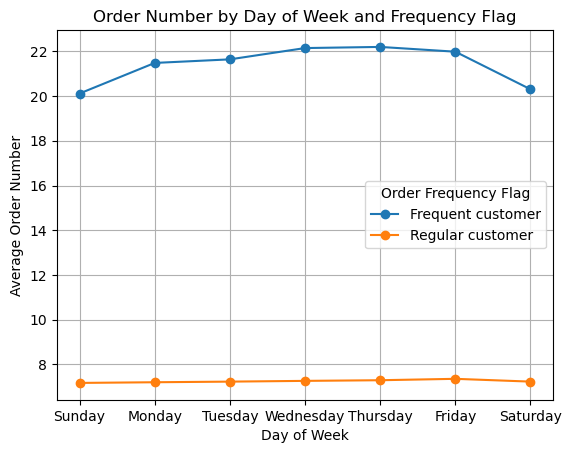 Order Number by Day of Week and Frequency Flag
22
20
18
16
14
12
10
8
Average Order Number
Order Frequency Flag
Frequent customer
Regular customer
Sunday Monday Tuesday Wednesday Thursday Friday Saturday
Day of Week